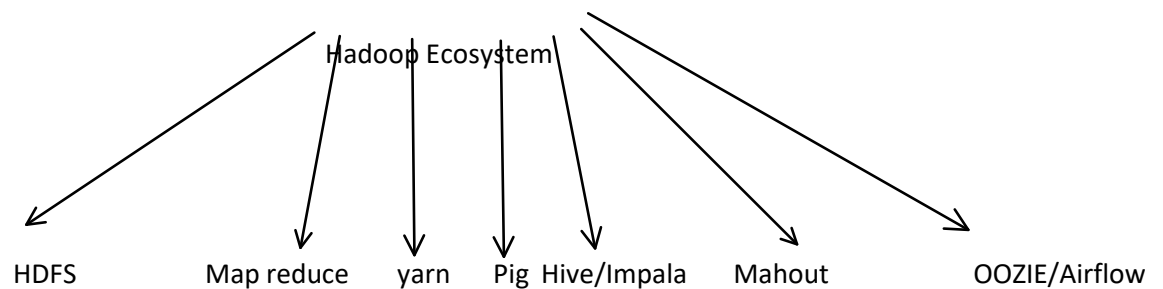 Hadoop Ecosystem
HDFS Map reduce yarn Pig Hive/Impala Mahout OOZIE/Airflow